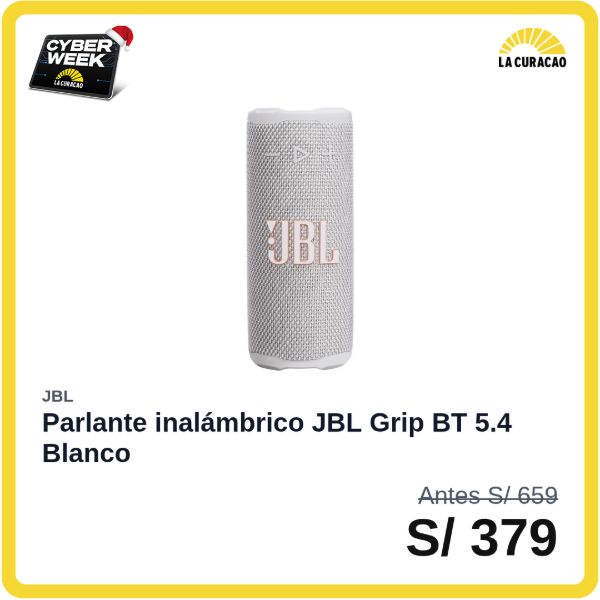 CYBER
WEEK
LA CURACAO
LA CURACAO
JBL
JBL
Parlante inalámbrico JBL Grip BT 5.4
Blanco
Antes S/ 659
S/ 379